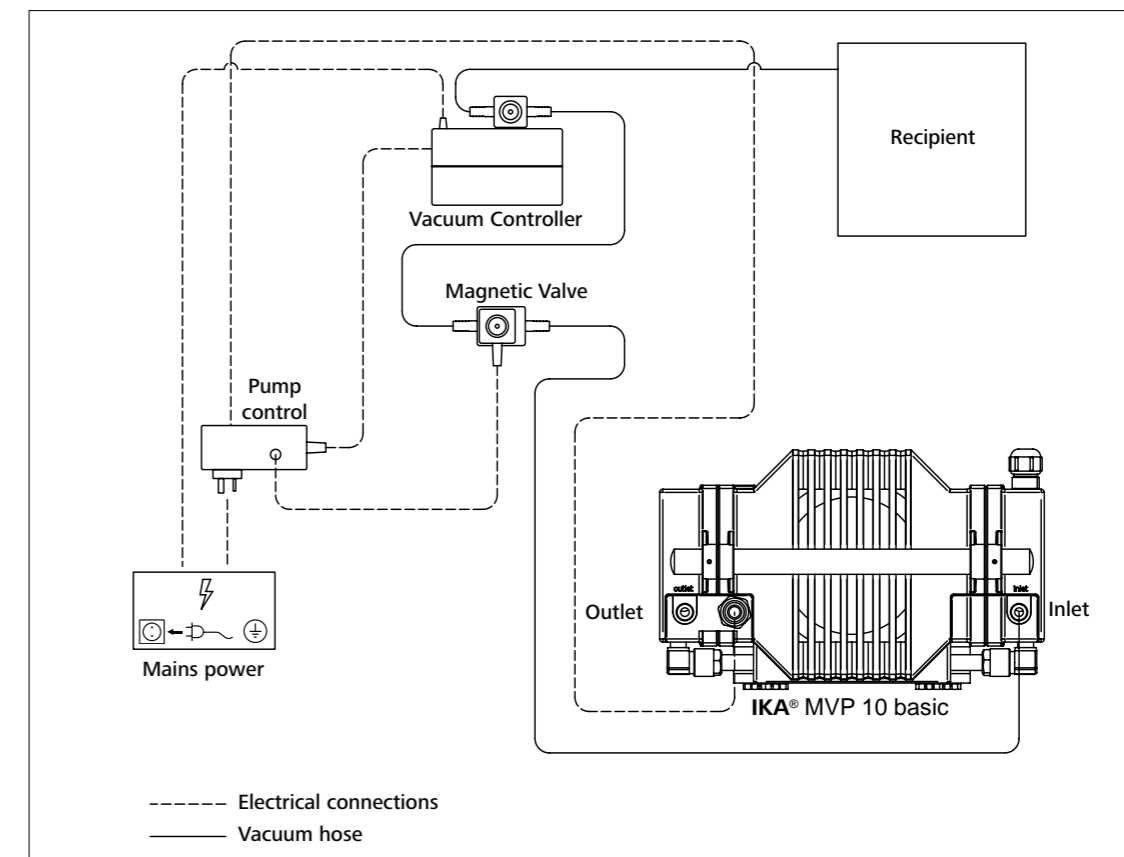 Recipient
Vacuum Controller
Magnetic Valve
Pump
control
Mains power
outlet
inlet
Outlet
Inlet
IKA® MVP 10 basic
Electrical connections
Vacuum hose